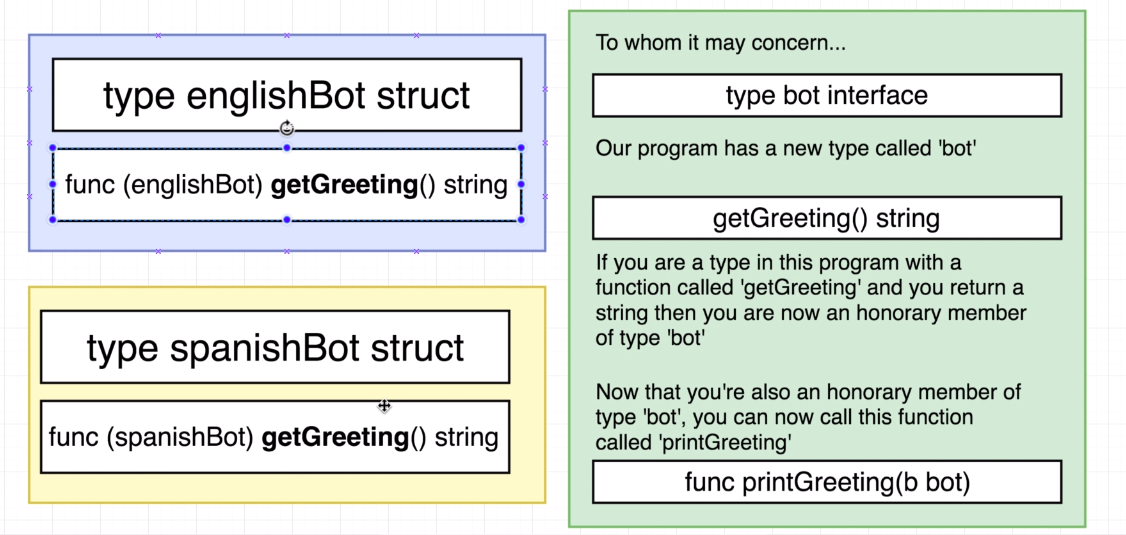 type englishBot struct
func (englishBot) getGreeting() string
type spanishBot struct
func (spanishBot) getGreeting() string
To whom it may concern...
type bot interface
Our program has a new type called 'bot'
getGreeting() string
If you are a type in this program with a
function called 'getGreeting' and you return a
string then you are now an honorary member
of type 'bot'
Now that you're also an honorary member of
type 'bot', you can now call this function
called 'printGreeting'
func printGreeting(b bot)